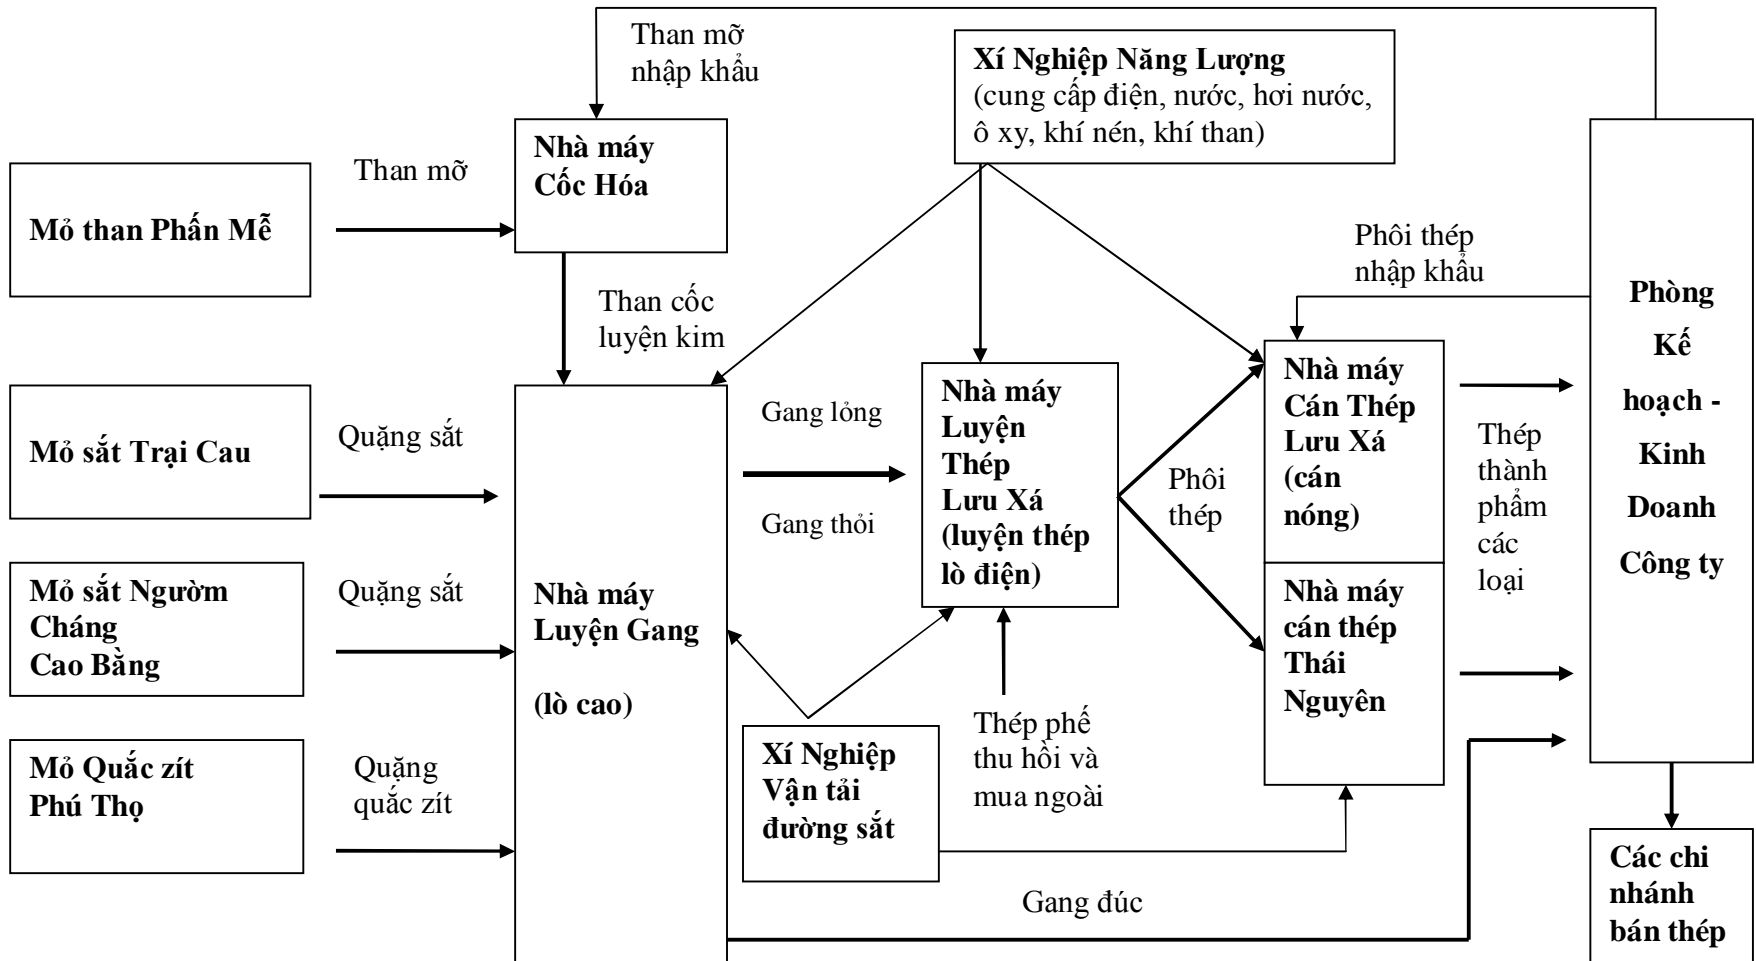 Than mỡ
nhập khẩu
Xí Nghiệp Năng Lượng
(cung cấp điện, nước, hơi nước,
ô xy, khí nén, khí than)
Nhà máy
Cốc Hóa
Than mỡ
Mỏ than Phấn Mễ
Than cốc
luyện kim
Phôi thép
nhập khẩu
Phòng
Kế
hoạch -
Kinh
Doanh
Công ty
Mỏ sắt Trại Cau
Quặng sắt
Gang lỏng
Gang thỏi
Nhà máy
Luyện
Thép
Lưu Xá
(luyện thép
lò điện)
Phôi
thép
Nhà máy
Cán Thép
Lưu Xá
(cán
nóng)
Thép
thành
phẩm
các
loại
Mỏ sắt Ngườm
Cháng
Cao Bằng
Quặng sắt
Nhà máy
Luyện Gang
(lò cao)
Nhà máy
cán thép
Thái
Nguyên
Mỏ Quắc zít
Phú Thọ
Quặng
quắc zít
Xí Nghiệp
Vận tải
đường sắt
Thép phế
thu hồi và
mua ngoài
Gang đúc
Các chi
nhánh
bán thép